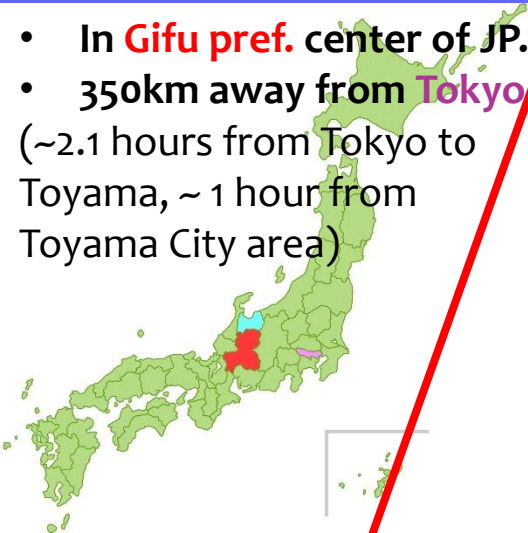 • In Gifu pref. center of JP.
• 350km away from Tokyo
(~2.1 hours from Tokyo to
Toyama, ~ 1 hour from
Toyama City area)